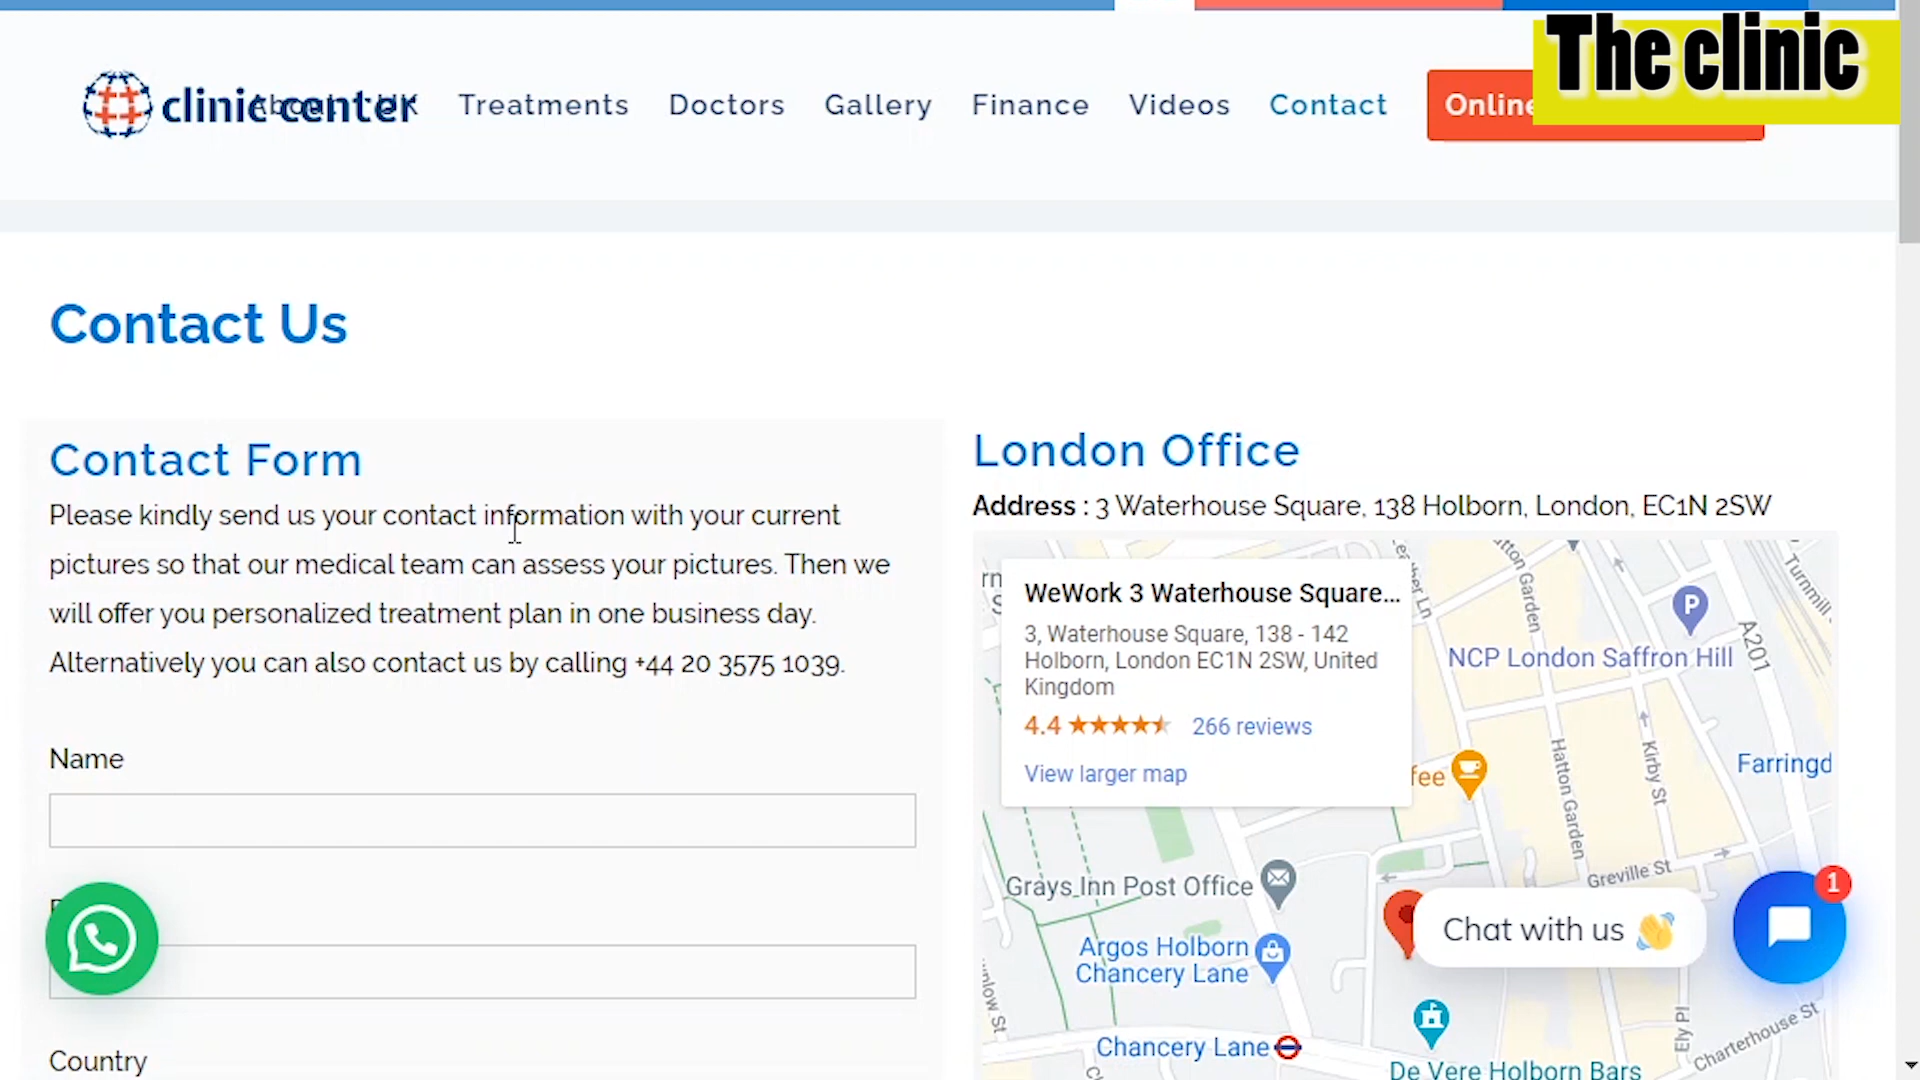 The clinic
clinic center
Treatments
Doctors
Gallery
Finance
Videos
Contact
Online
Contact Us
Contact Form
Please kindly send us your contact information with your current
pictures so that our medical team can assess your pictures. Then we
will offer you personalized treatment plan in one business day.
Alternatively you can also contact us by calling +44 20 3575 1039.
Name
Country
London Office
Address : 3 Waterhouse Square, 138 Holborn, London, EC1N 2SW
WeWork 3 Waterhouse Square...
3, Waterhouse Square, 138 - 142
Holborn, London EC1N 2SW, United
Kingdom
4.4
266 reviews
View larger map
P
NCP London Saffron Hill
A201
Hatton Garden
Kirby St
Hatton Garden
Farringd
fee
Greville St
Grays Inn Post Office
Argos Holborn
Chancery Lane
Chat with us 👋
1
Chancery Lane
Ely Pl
Charterhouse St
De Vere Holborn Bars